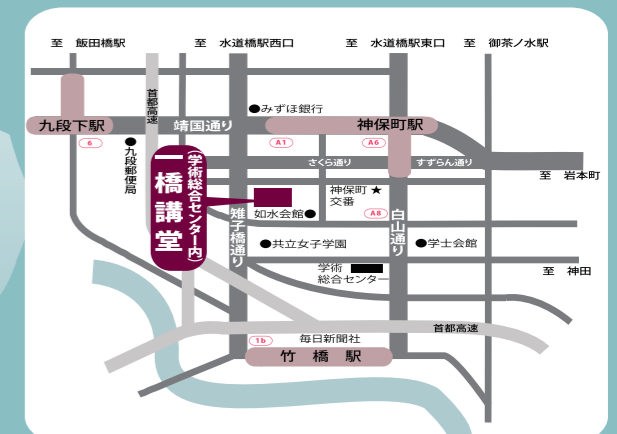 至　飯田橋駅
至　水道橋駅西口
至　水道橋駅東口
至　御茶ノ水駅
首都高速
●みずほ銀行
九段下駅
靖国通り
神保町駅
6
A1
A6
●九段郵便局
さくら通り
すずらん通り
至　岩本町
一橋講堂
(学術総合センター内)
神保町 ★
交番
如水会館●
A8
雉子橋通り
白山通り
●共立女子学園
●学士会館
学術
総合センター
至　神田
首都高速
1b
毎日新聞社
竹橋駅